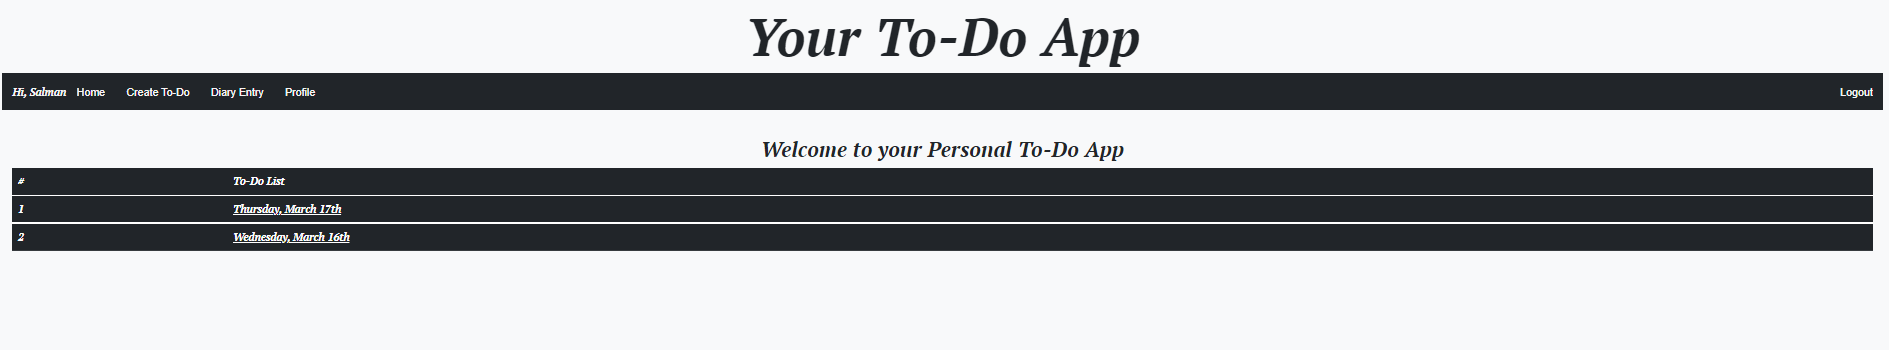 Your To-Do App
Hi, Salman Home Create To-Do Diary Entry Profile Logout
Welcome to your Personal To-Do App
# To-Do List
1 Thursday, March 17th
2 Wednesday, March 16th